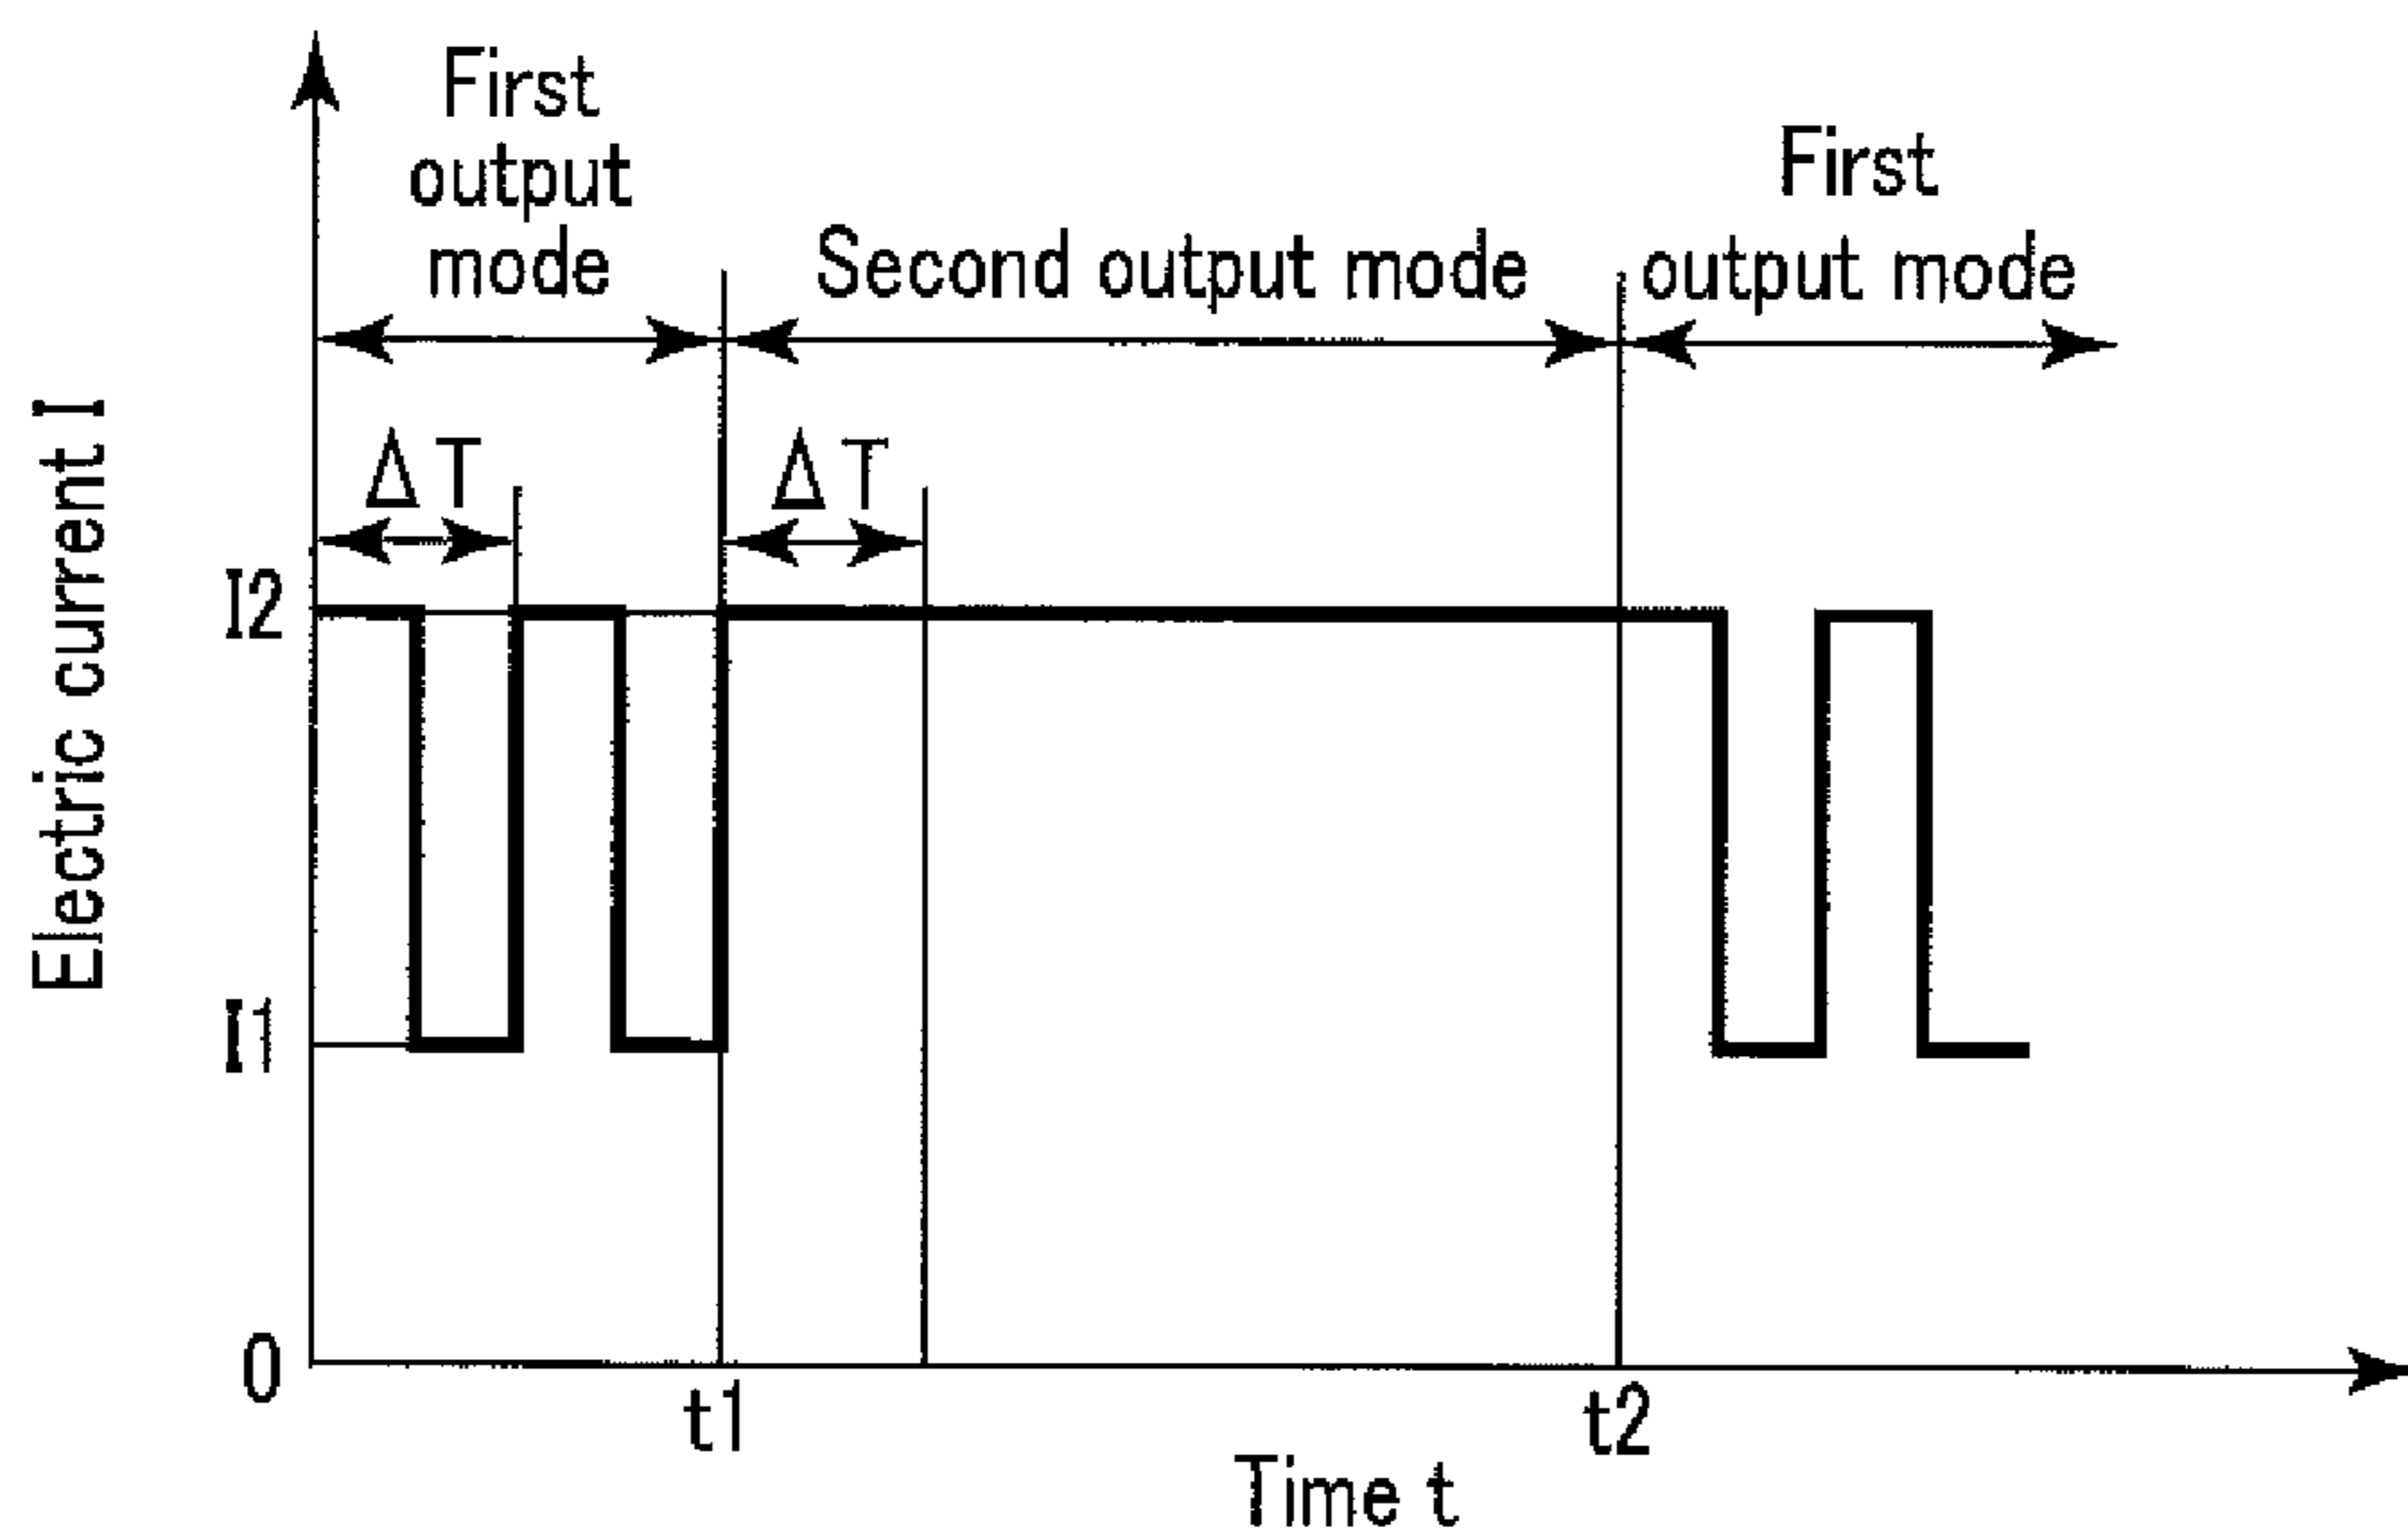 First
output
mode
Second output mode
First
output mode
ΔT
ΔT
Electric current I
I2
I1
0
t1
t2
Time t